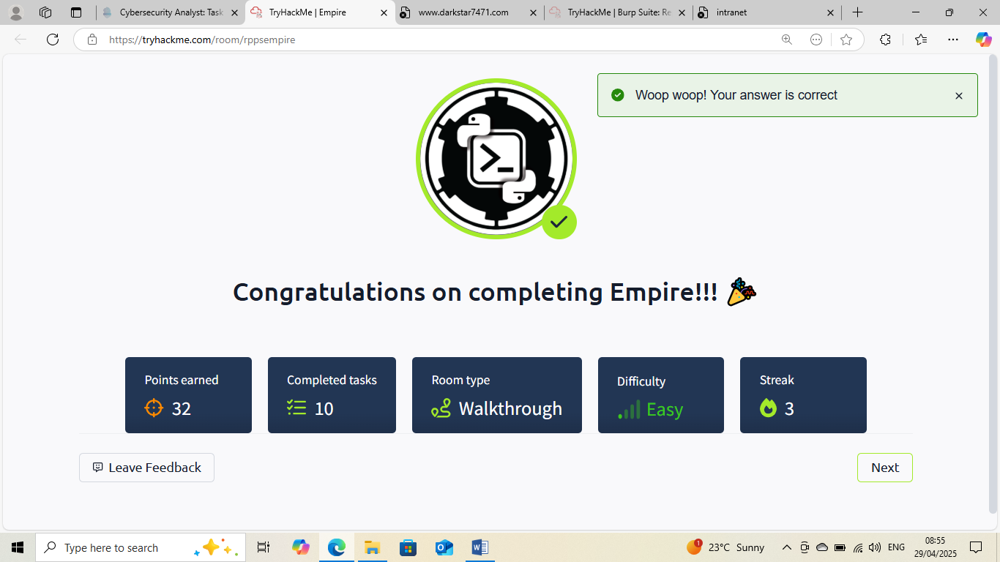 Cybersecurity Analyst: Task
TryHackMe | Empire
www.darkstar7471.com
TryHackMe | Burp Suite: Re
intranet
https://tryhackme.com/room/rppsempire
Woop woop! Your answer is correct
Congratulations on completing Empire!!!
Points earned
32
Completed tasks
10
Room type
Walkthrough
Difficulty
Easy
Streak
3
Leave Feedback
Next
Type here to search
1
23°C Sunny
ENG
08:55
29/04/2025